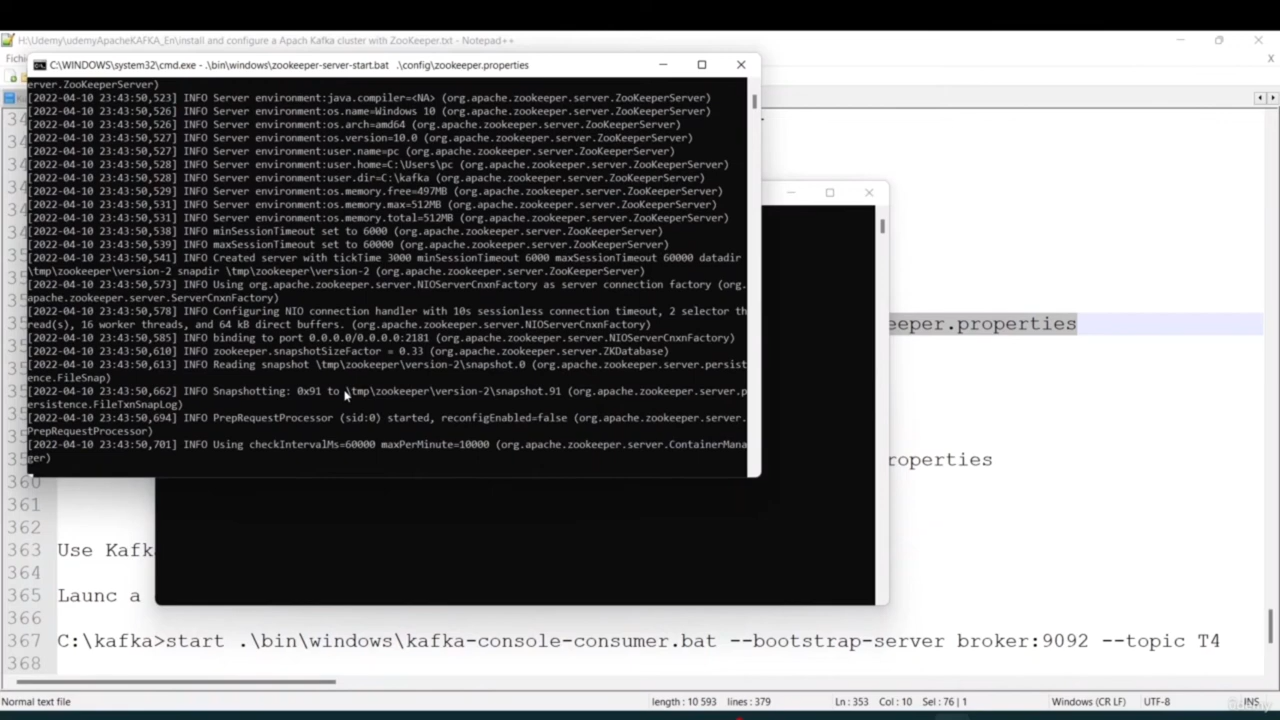 H:\Udemy\udemyApacheKAFKA_En\install and configure a Apach Kafka cluster with ZooKeeper.txt - Notepad++
Fichi
X
C:\WINDOWS\system32\cmd.exe - .\bin\windows\zookeeper-server-start.bat .\config\zookeeper.properties
erver.ZooKeeperServer)
[2022-04-10 23:43:50,523] INFO Server environment:java.compiler=<NA> (org.apache.zookeeper.server.ZooKeeperServer)
[2022-04-10 23:43:50,526] INFO Server environment:os.name=Windows 10 (org.apache.zookeeper.server.ZooKeeperServer)
[2022-04-10 23:43:50,526] INFO Server environment:os.arch=amd64 (org.apache.zookeeper.server.ZooKeeperServer)
[2022-04-10 23:43:50,527] INFO Server environment:os.version=10.0 (org.apache.zookeeper.server.ZooKeeperServer)
[2022-04-10 23:43:50,527] INFO Server environment:user.name=pc (org.apache.zookeeper.server.ZooKeeperServer)
[2022-04-10 23:43:50,528] INFO Server environment:user.home=C:\Users\pc (org.apache.zookeeper.server.ZooKeeperServer)
[2022-04-10 23:43:50,528] INFO Server environment:user.dir=C:\kafka (org.apache.zookeeper.server.ZooKeeperServer)
[2022-04-10 23:43:50,529] INFO Server environment:os.memory.free=497MB (org.apache.zookeeper.server.ZooKeeperServer)
[2022-04-10 23:43:50,531] INFO Server environment:os.memory.max=512MB (org.apache.zookeeper.server.ZooKeeperServer)
[2022-04-10 23:43:50,531] INFO Server environment:os.memory.total=512MB (org.apache.zookeeper.server.ZooKeeperServer)
[2022-04-10 23:43:50,538] INFO minSessionTimeout set to 6000 (org.apache.zookeeper.server.ZooKeeperServer)
[2022-04-10 23:43:50,539] INFO maxSessionTimeout set to 60000 (org.apache.zookeeper.server.ZooKeeperServer)
[2022-04-10 23:43:50,541] INFO Created server with tickTime 3000 minSessionTimeout 6000 maxSessionTimeout 60000 datadir
\tmp\zookeeper\version-2 snapdir \tmp\zookeeper\version-2 (org.apache.zookeeper.server.ZooKeeperServer)
[2022-04-10 23:43:50,573] INFO Using org.apache.zookeeper.server.NIOServerCnxnFactory as server connection factory (org.
apache.zookeeper.server.ServerCnxnFactory)
[2022-04-10 23:43:50,578] INFO Configuring NIO connection handler with 10s sessionless connection timeout, 2 selector th
read(s), 16 worker threads, and 64 kB direct buffers. (org.apache.zookeeper.server.NIOServerCnxnFactory)
[2022-04-10 23:43:50,585] INFO binding to port 0.0.0.0/0.0.0.0:2181 (org.apache.zookeeper.server.NIOServerCnxnFactory)
[2022-04-10 23:43:50,610] INFO zookeeper.snapshotSizeFactor = 0.33 (org.apache.zookeeper.server.ZKDatabase)
[2022-04-10 23:43:50,613] INFO Reading snapshot \tmp\zookeeper\version-2\snapshot.0 (org.apache.zookeeper.server.persist
ence.FileSnap)
[2022-04-10 23:43:50,662] INFO Snapshotting: 0x91 to \tmp\zookeeper\version-2\snapshot.91 (org.apache.zookeeper.server.p
ersistence.FileTxnSnapLog)
[2022-04-10 23:43:50,694] INFO PrepRequestProcessor (sid:0) started, reconfigEnabled=false (org.apache.zookeeper.server.
PrepRequestProcessor)
[2022-04-10 23:43:50,701] INFO Using checkIntervalMs=60000 maxPerMinute=10000 (org.apache.zookeeper.server.ContainerMana
ger)
eeper.properties
roperties
360
361
362
363 Use Kafk
364
365 Launc a
366
367 C:\kafka>start .\bin\windows\kafka-console-consumer.bat --bootstrap-server broker:9092 --topic T4
368
Normal text file length : 10 593 lines : 379 Ln : 353 Col : 10 Sel : 76 | 1 Windows (CR LF) UTF-8 INS